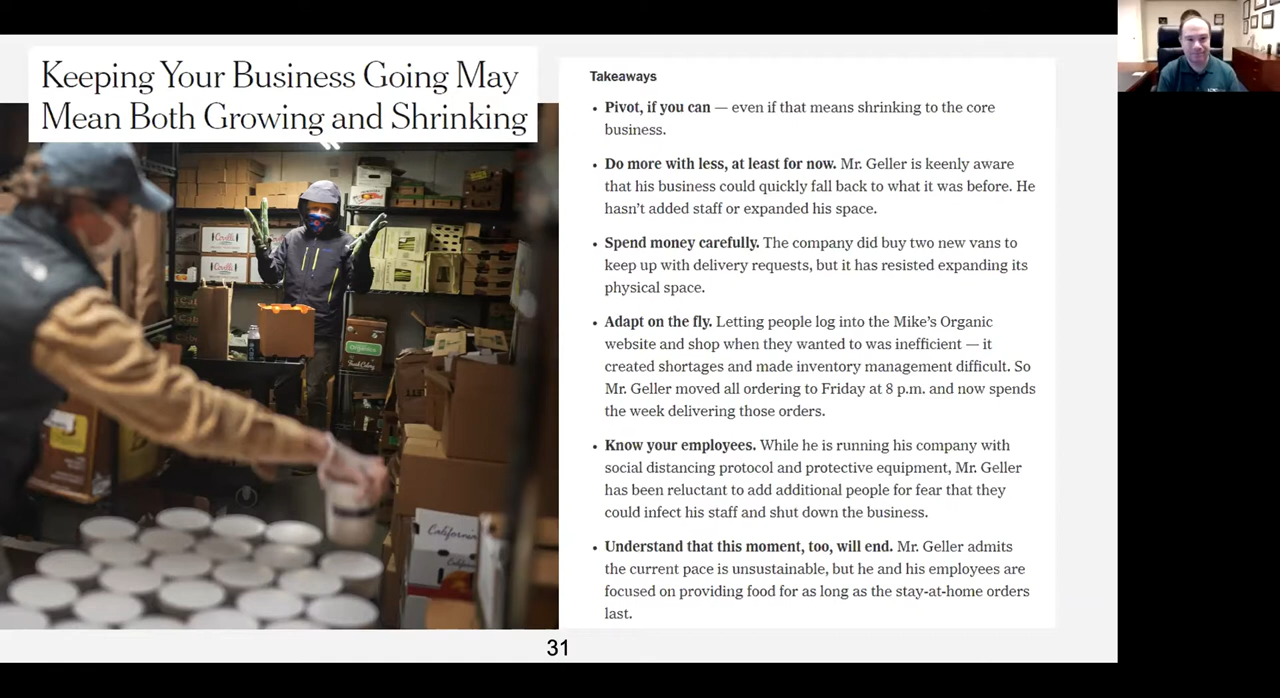 Keeping Your Business Going May
Mean Both Growing and Shrinking
Takeaways
• Pivot, if you can — even if that means shrinking to the core
business.
• Do more with less, at least for now. Mr. Geller is keenly aware
that his business could quickly fall back to what it was before. He
hasn’t added staff or expanded his space.
• Spend money carefully. The company did buy two new vans to
keep up with delivery requests, but it has resisted expanding its
physical space.
• Adapt on the fly. Letting people log into the Mike’s Organic
website and shop when they wanted to was inefficient — it
created shortages and made inventory management difficult. So
Mr. Geller moved all ordering to Friday at 8 p.m. and now spends
the week delivering those orders.
• Know your employees. While he is running his company with
social distancing protocol and protective equipment, Mr. Geller
has been reluctant to add additional people for fear that they
could infect his staff and shut down the business.
• Understand that this moment, too, will end. Mr. Geller admits
the current pace is unsustainable, but he and his employees are
focused on providing food for as long as the stay-at-home orders
last.
Organics
California
31